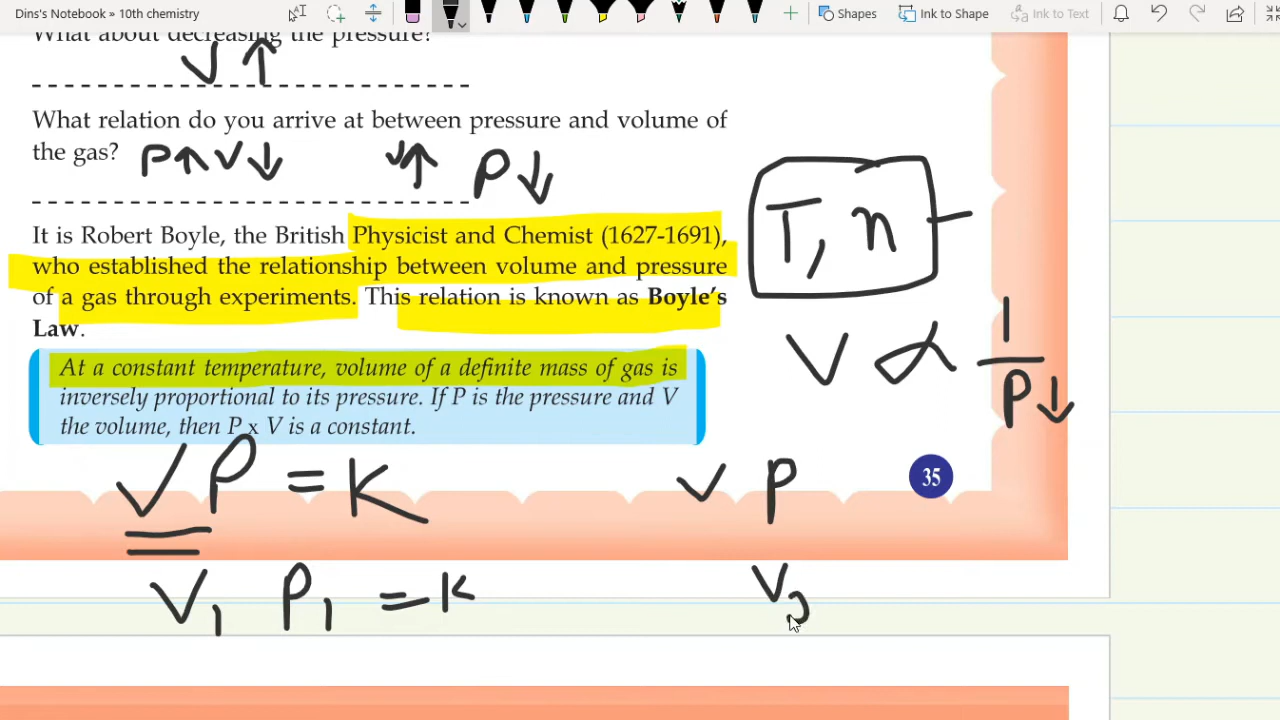 Dins's Notebook » 10th chemistry
Shapes
Ink to Shape
Ink to Text
What about decreasing the pressure?
V ↑
What relation do you arrive at between pressure and volume of
the gas?
P↑ V↓ V↑ P↓
It is Robert Boyle, the British Physicist and Chemist (1627-1691),
who established the relationship between volume and pressure
of a gas through experiments. This relation is known as Boyle's
Law.
T, n
V ∝ 1/P↓
At a constant temperature, volume of a definite mass of gas is
inversely proportional to its pressure. If P is the pressure and V
the volume, then P x V is a constant.
VP = K
V P
35
V₁ P₁ = K
V₂